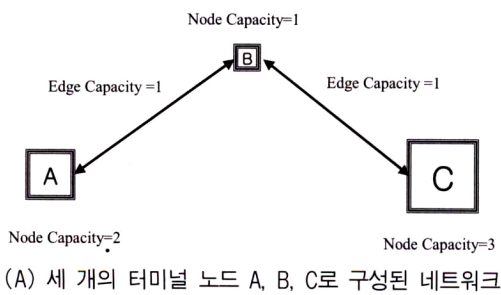 Node Capacity=1
B
Edge Capacity =1
Edge Capacity =1
A
C
Node Capacity=2
Node Capacity=3
(A) 세 개의 터미널 노드 A, B, C로 구성된 네트워크